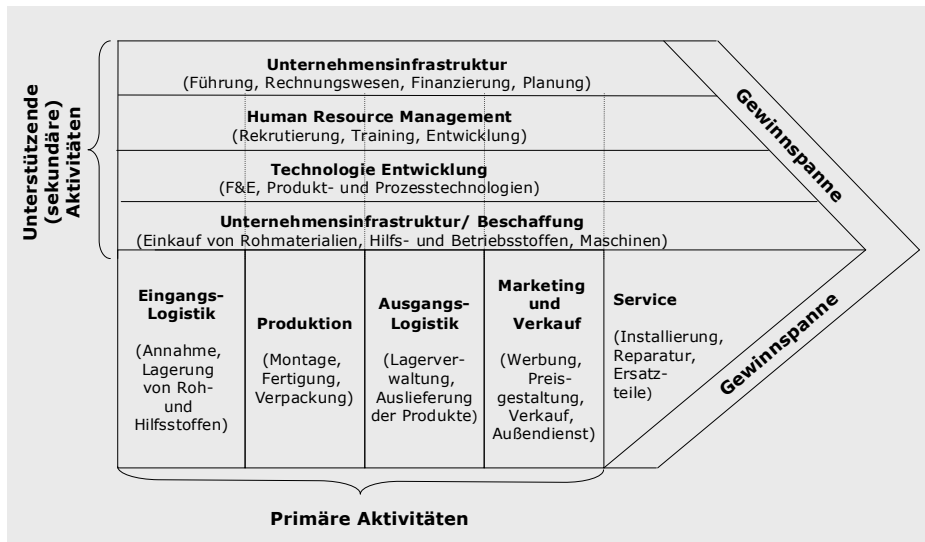 Unterstützende
(sekundäre)
Aktivitäten
Unternehmensinfrastruktur
(Führung, Rechnungswesen, Finanzierung, Planung)
Human Resource Management
(Rekrutierung, Training, Entwicklung)
Technologie Entwicklung
(F&E, Produkt- und Prozesstechnologien)
Unternehmensinfrastruktur/ Beschaffung
(Einkauf von Rohmaterialien, Hilfs- und Betriebsstoffen, Maschinen)
Eingangs-
Logistik
(Annahme,
Lagerung
von Roh-
und
Hilfsstoffen)
Produktion
(Montage,
Fertigung,
Verpackung)
Ausgangs-
Logistik
(Lagerver-
waltung,
Auslieferung
der Produkte)
Marketing
und
Verkauf
(Werbung,
Preis-
gestaltung,
Verkauf,
Außendienst)
Service
(Installierung,
Reparatur,
Ersatz-
teile)
Gewinnspanne
Gewinnspanne
Primäre Aktivitäten